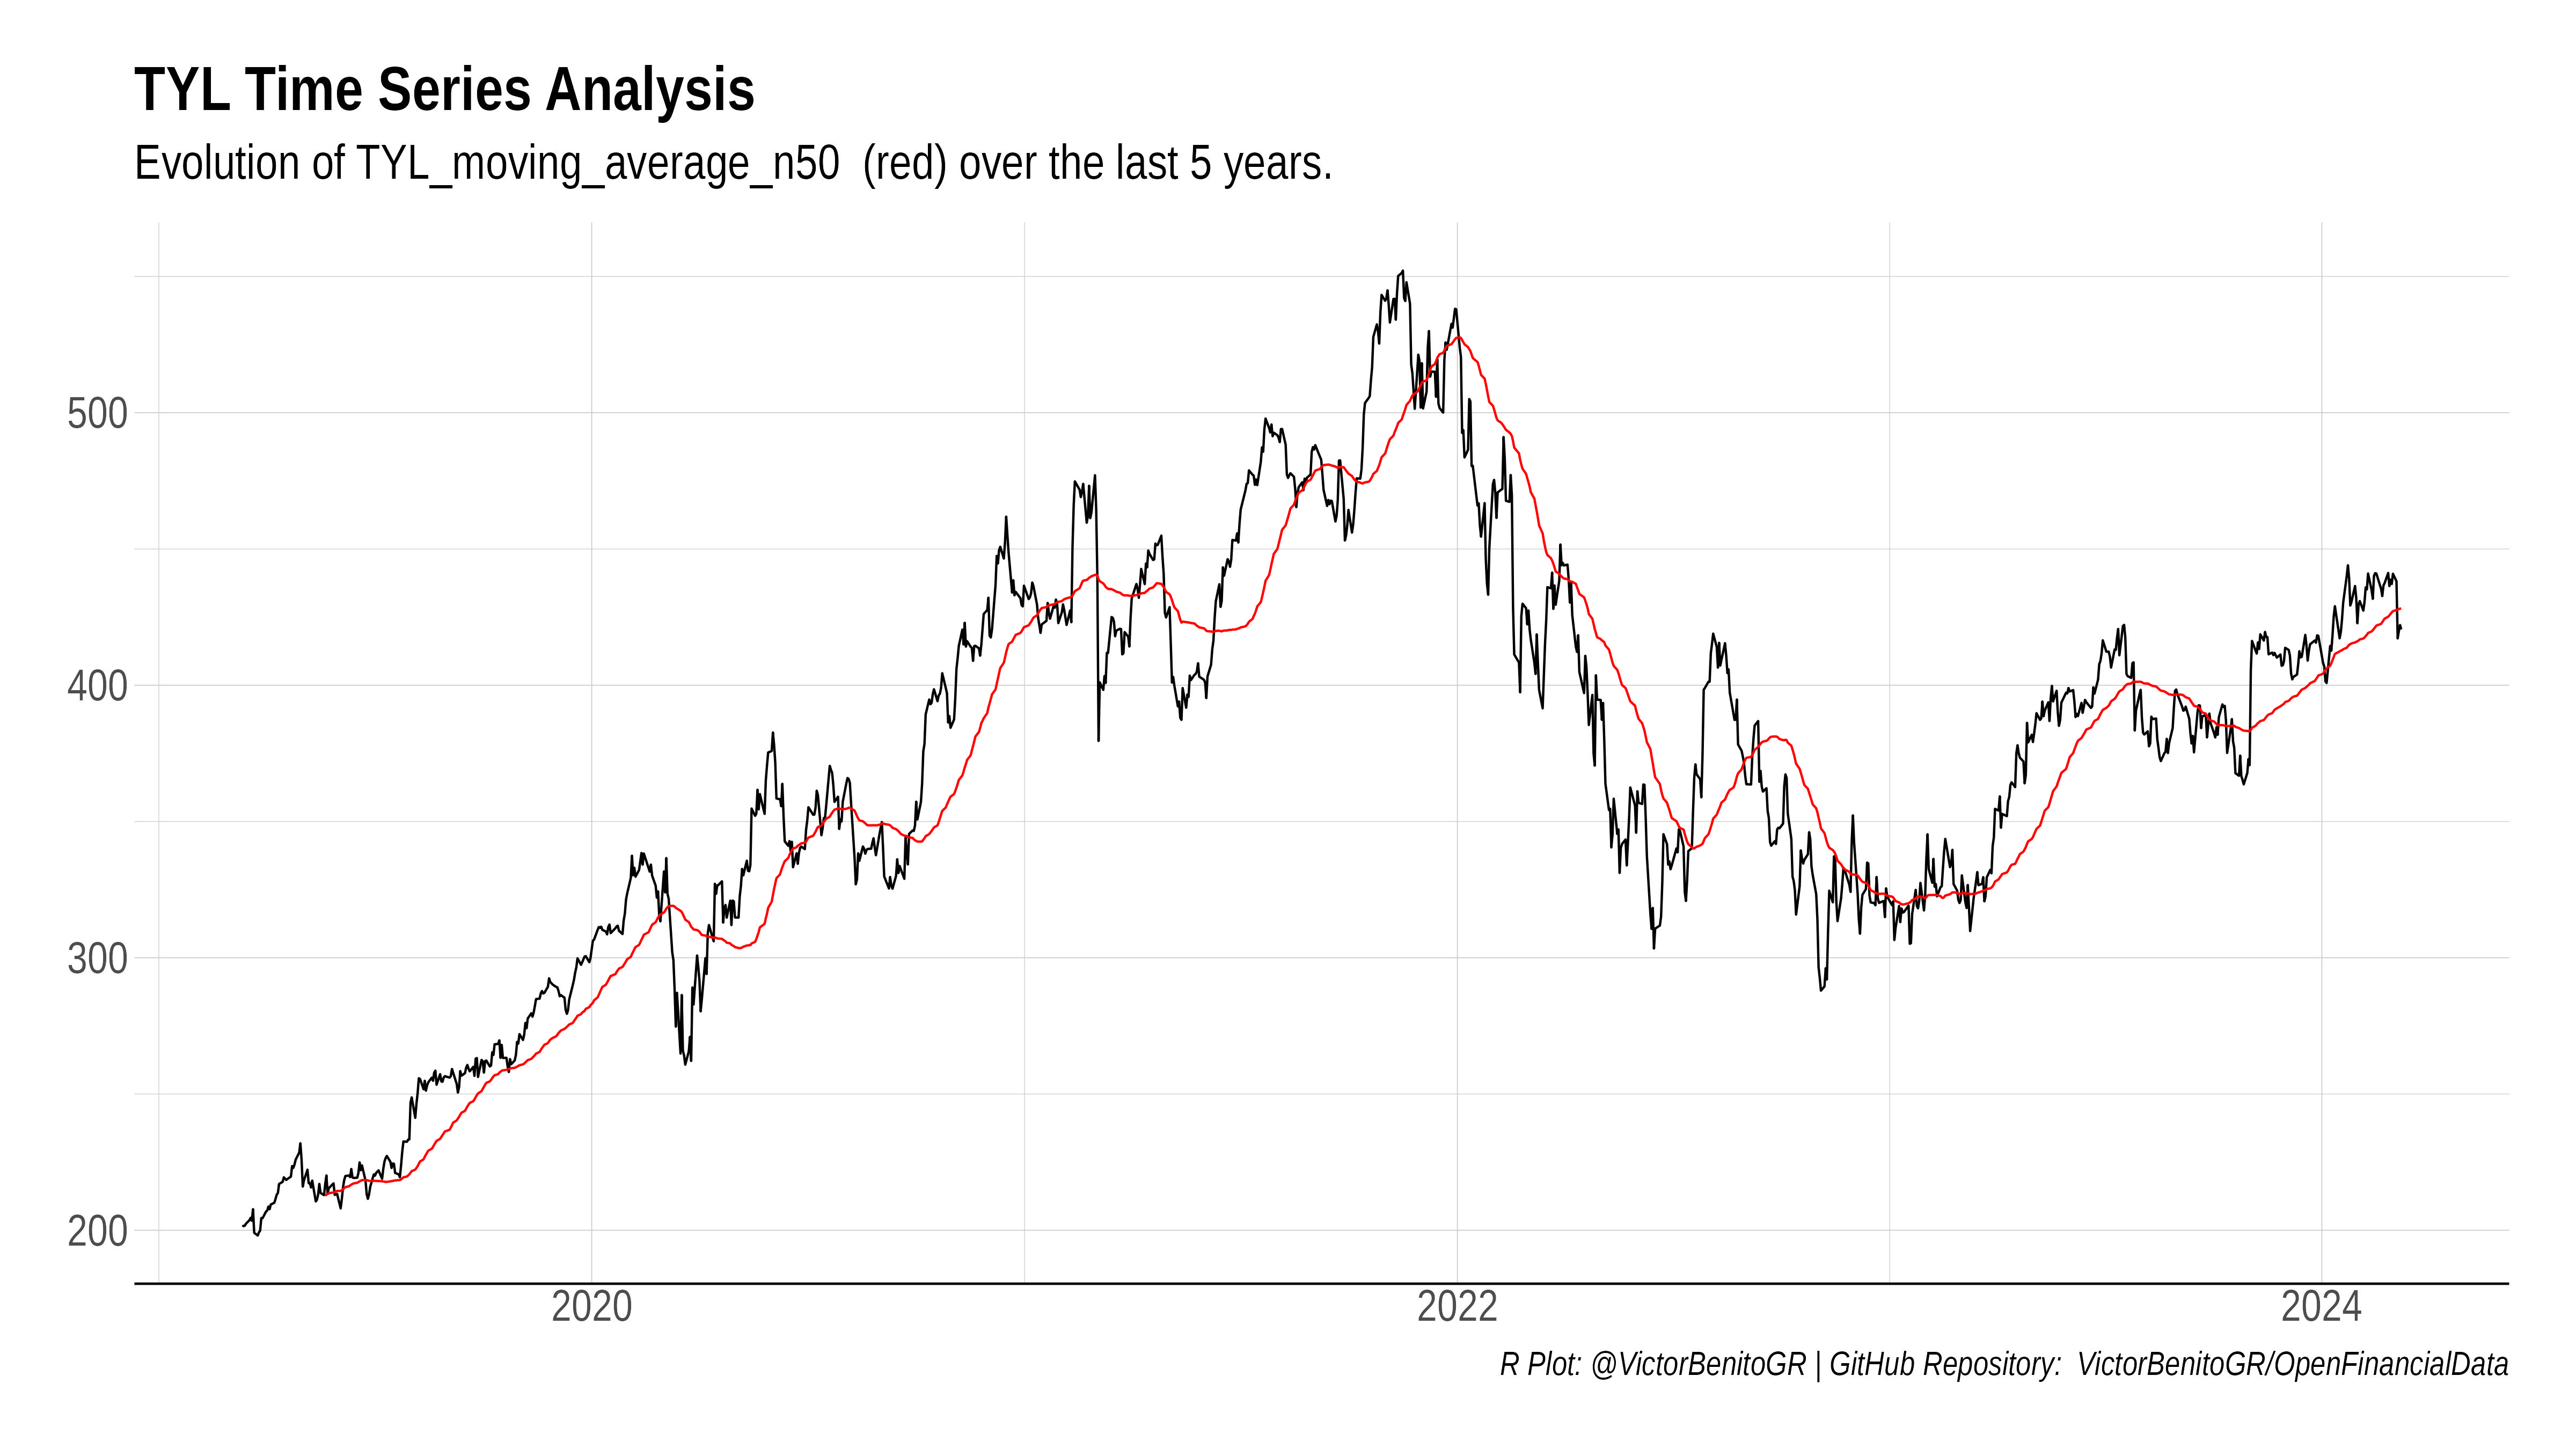 TYL Time Series Analysis
Evolution of TYL_moving_average_n50  (red) over the last 5 years.
500
400
300
200
2020
2022
2024
R Plot: @VictorBenitoGR | GitHub Repository:  VictorBenitoGR/OpenFinancialData